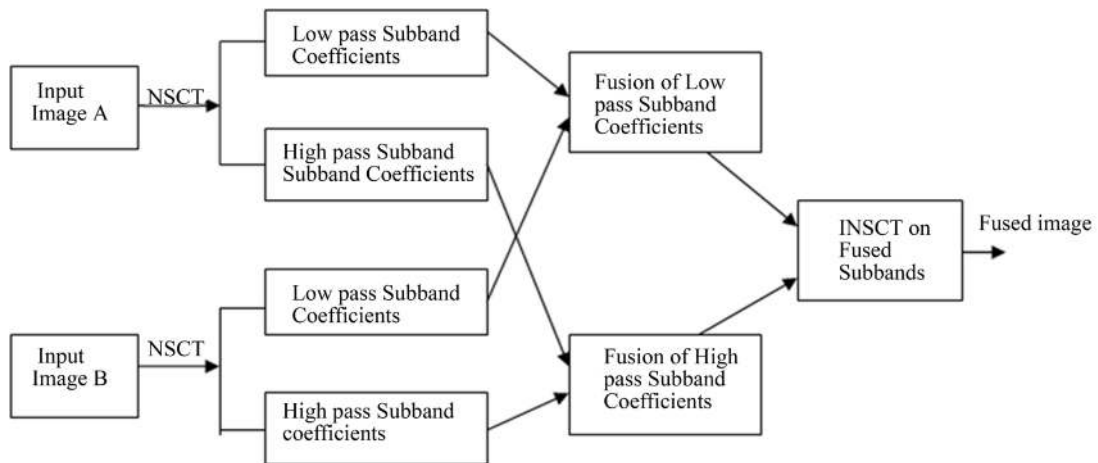 Input
Image A
NSCT
Low pass Subband
Coefficients
High pass Subband
Subband Coefficients
Input
Image B
NSCT
Low pass Subband
Coefficients
High pass Subband
coefficients
Fusion of Low
pass Subband
Coefficients
Fusion of High
pass Subband
Coefficients
INSCT on
Fused
Subbands
Fused image